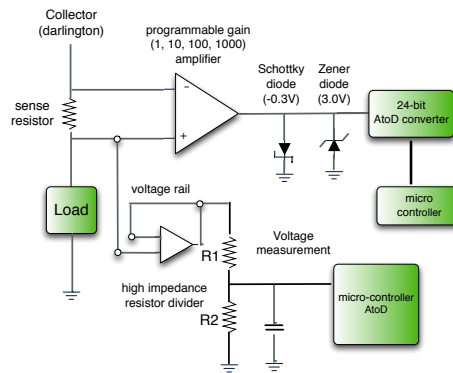 Collector
(darlington)
programmable gain
(1, 10, 100, 1000)
amplifier
Schottky
diode
(-0.3V)
Zener
diode
(3.0V)
24-bit
AtoD converter
sense
resistor
-
+
micro
controller
Load
voltage rail
Voltage
measurement
R1
high impedance
resistor divider
R2
micro-controller
AtoD